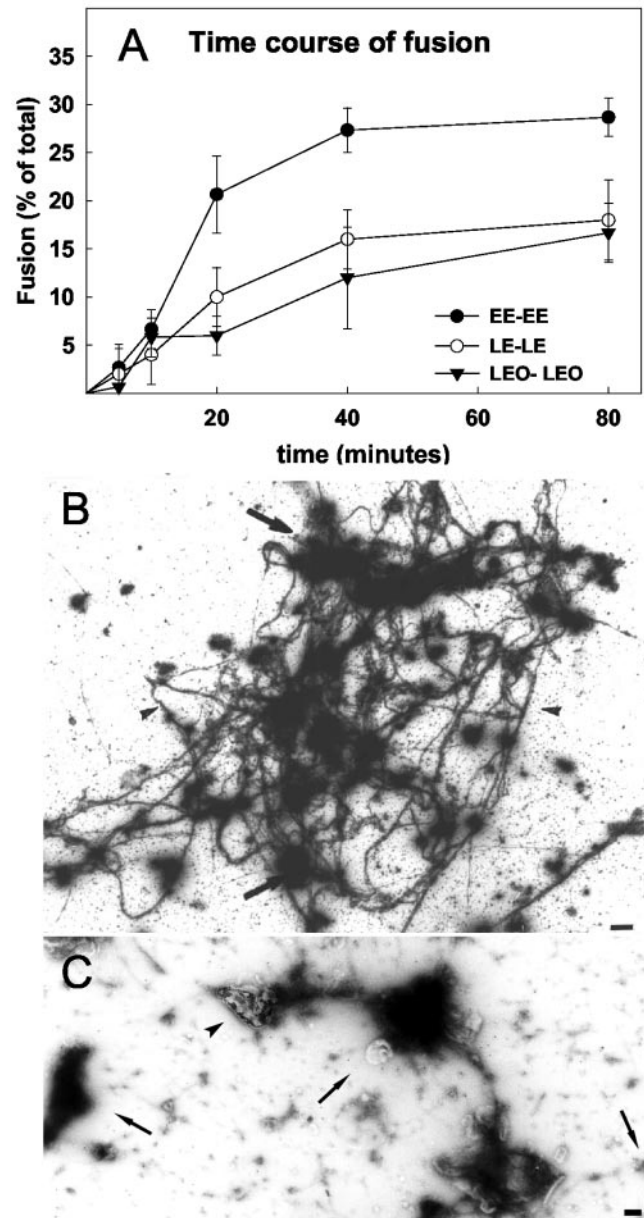 A
Time course of fusion
Fusion (% of total)
35
30
25
20
15
10
5
EE-EE
LE-LE
LEO- LEO
20
40
60
80
time (minutes)
B
C